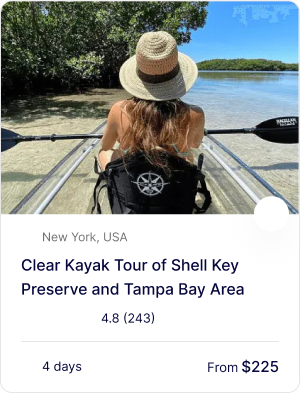 New York, USA
Clear Kayak Tour of Shell Key
Preserve and Tampa Bay Area
4.8 (243)
4 days
From $225